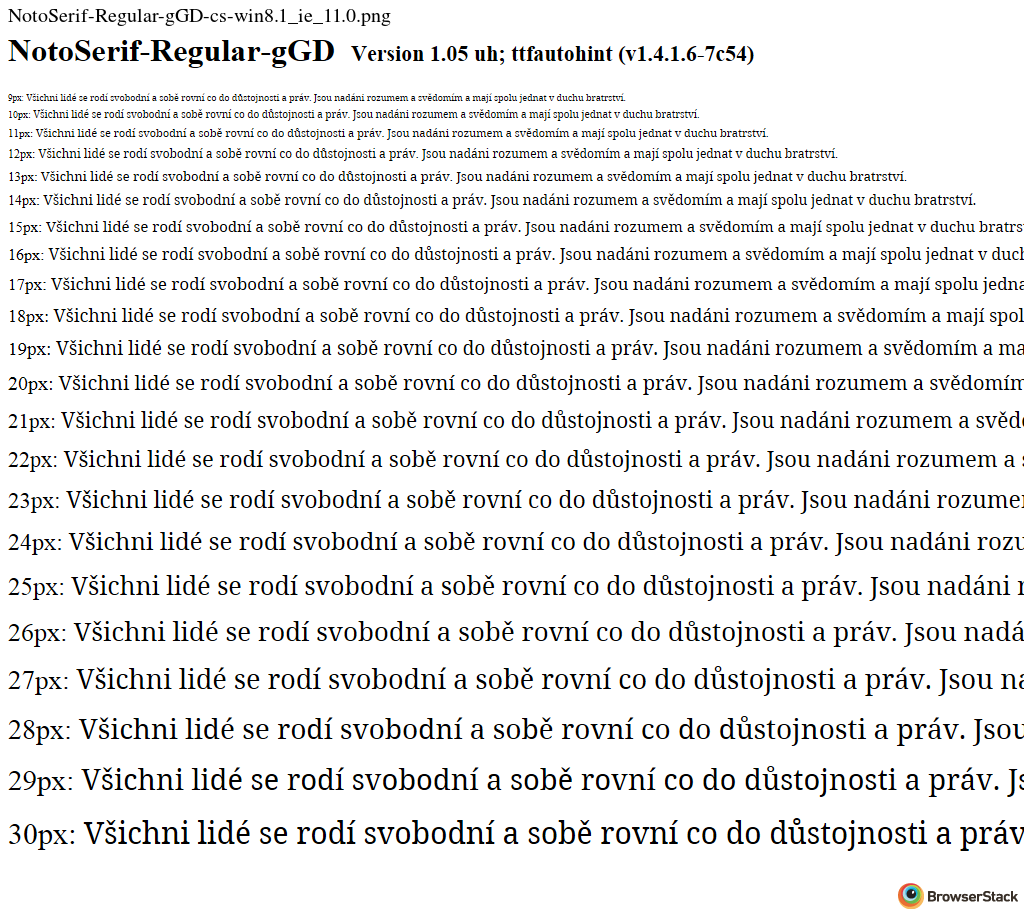 NotoSerif-Regular-gGD-cs-win8.1_ie_11.0.png
NotoSerif-Regular-gGD Version 1.05 uh; ttfautohint (v1.4.1.6-7c54)
9px: Všichni lidé se rodí svobodní a sobě rovní co do důstojnosti a práv. Jsou nadáni rozumem a svědomím a mají spolu jednat v duchu bratrství.
10px: Všichni lidé se rodí svobodní a sobě rovní co do důstojnosti a práv. Jsou nadáni rozumem a svědomím a mají spolu jednat v duchu bratrství.
11px: Všichni lidé se rodí svobodní a sobě rovní co do důstojnosti a práv. Jsou nadáni rozumem a svědomím a mají spolu jednat v duchu bratrství.
12px: Všichni lidé se rodí svobodní a sobě rovní co do důstojnosti a práv. Jsou nadáni rozumem a svědomím a mají spolu jednat v duchu bratrství.
13px: Všichni lidé se rodí svobodní a sobě rovní co do důstojnosti a práv. Jsou nadáni rozumem a svědomím a mají spolu jednat v duchu bratrství.
14px: Všichni lidé se rodí svobodní a sobě rovní co do důstojnosti a práv. Jsou nadáni rozumem a svědomím a mají spolu jednat v duchu bratrství.
15px: Všichni lidé se rodí svobodní a sobě rovní co do důstojnosti a práv. Jsou nadáni rozumem a svědomím a mají spolu jednat v duchu bratrs
16px: Všichni lidé se rodí svobodní a sobě rovní co do důstojnosti a práv. Jsou nadáni rozumem a svědomím a mají spolu jednat v duch
17px: Všichni lidé se rodí svobodní a sobě rovní co do důstojnosti a práv. Jsou nadáni rozumem a svědomím a mají spolu jedna
18px: Všichni lidé se rodí svobodní a sobě rovní co do důstojnosti a práv. Jsou nadáni rozumem a svědomím a mají spol
19px: Všichni lidé se rodí svobodní a sobě rovní co do důstojnosti a práv. Jsou nadáni rozumem a svědomím a ma
20px: Všichni lidé se rodí svobodní a sobě rovní co do důstojnosti a práv. Jsou nadáni rozumem a svědomím
21px: Všichni lidé se rodí svobodní a sobě rovní co do důstojnosti a práv. Jsou nadáni rozumem a svědo
22px: Všichni lidé se rodí svobodní a sobě rovní co do důstojnosti a práv. Jsou nadáni rozumem a s
23px: Všichni lidé se rodí svobodní a sobě rovní co do důstojnosti a práv. Jsou nadáni rozumem
24px: Všichni lidé se rodí svobodní a sobě rovní co do důstojnosti a práv. Jsou nadáni rozu
25px: Všichni lidé se rodí svobodní a sobě rovní co do důstojnosti a práv. Jsou nadáni r
26px: Všichni lidé se rodí svobodní a sobě rovní co do důstojnosti a práv. Jsou nadá
27px: Všichni lidé se rodí svobodní a sobě rovní co do důstojnosti a práv. Jsou na
28px: Všichni lidé se rodí svobodní a sobě rovní co do důstojnosti a práv. Jsou
29px: Všichni lidé se rodí svobodní a sobě rovní co do důstojnosti a práv. Js
30px: Všichni lidé se rodí svobodní a sobě rovní co do důstojnosti a práv
BrowserStack